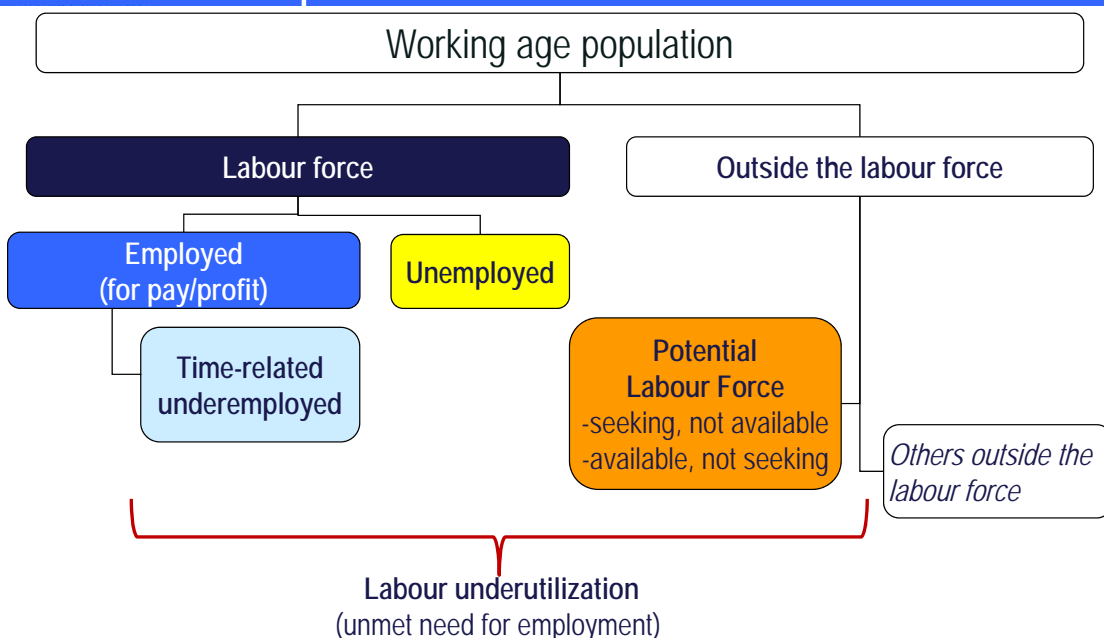 Working age population
Labour force
Outside the labour force
Employed
(for pay/profit)
Unemployed
Time-related
underemployed
Potential
Labour Force
-seeking, not available
-available, not seeking
Others outside the
labour force
Labour underutilization
(unmet need for employment)